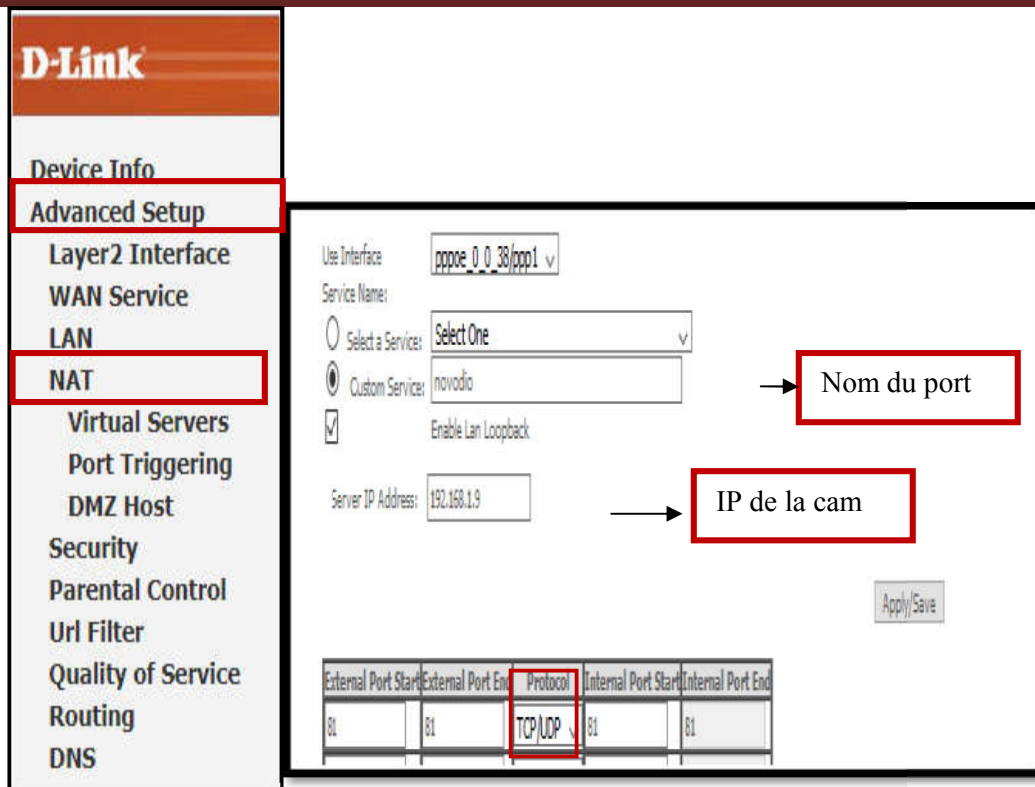 D-Link
Device Info
Advanced Setup
Layer2 Interface
WAN Service
LAN
NAT
Virtual Servers
Port Triggering
DMZ Host
Security
Parental Control
Url Filter
Quality of Service
Routing
DNS
Use Interface pppoe_0_0_38/ppp1
Service Name:
Select a Service: Select One
Custom Service: novodio
Enable Lan Loopback
Server IP Address: 192.168.1.9
Nom du port
IP de la cam
Apply/Save
External Port Start External Port End Protocol Internal Port Start Internal Port End
81 81 TCP/UDP 81 81